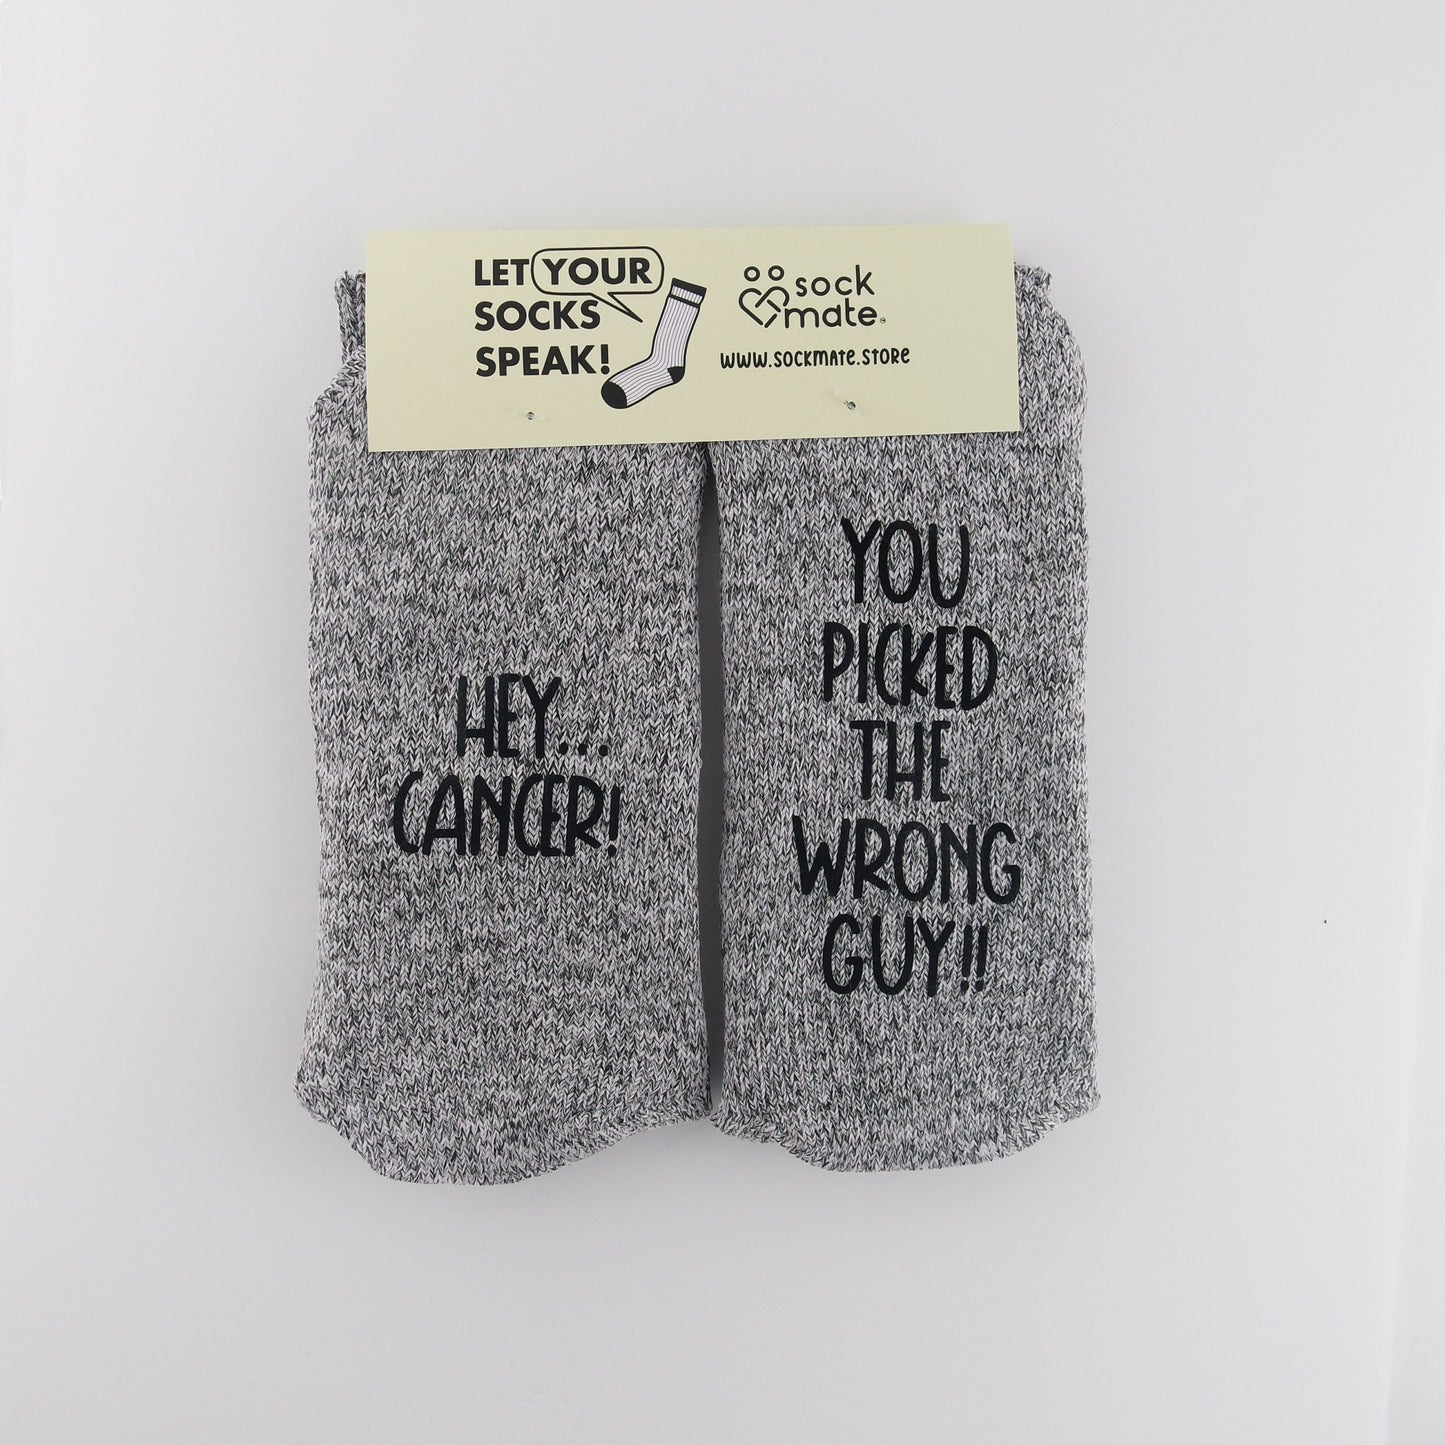 LET YOUR
SOCKS
SPEAK!
sock
mate
WWW.SOCKMATE.STORE
HEY...
CANCER!
YOU
PICKED
THE
WRONG
GUY!!